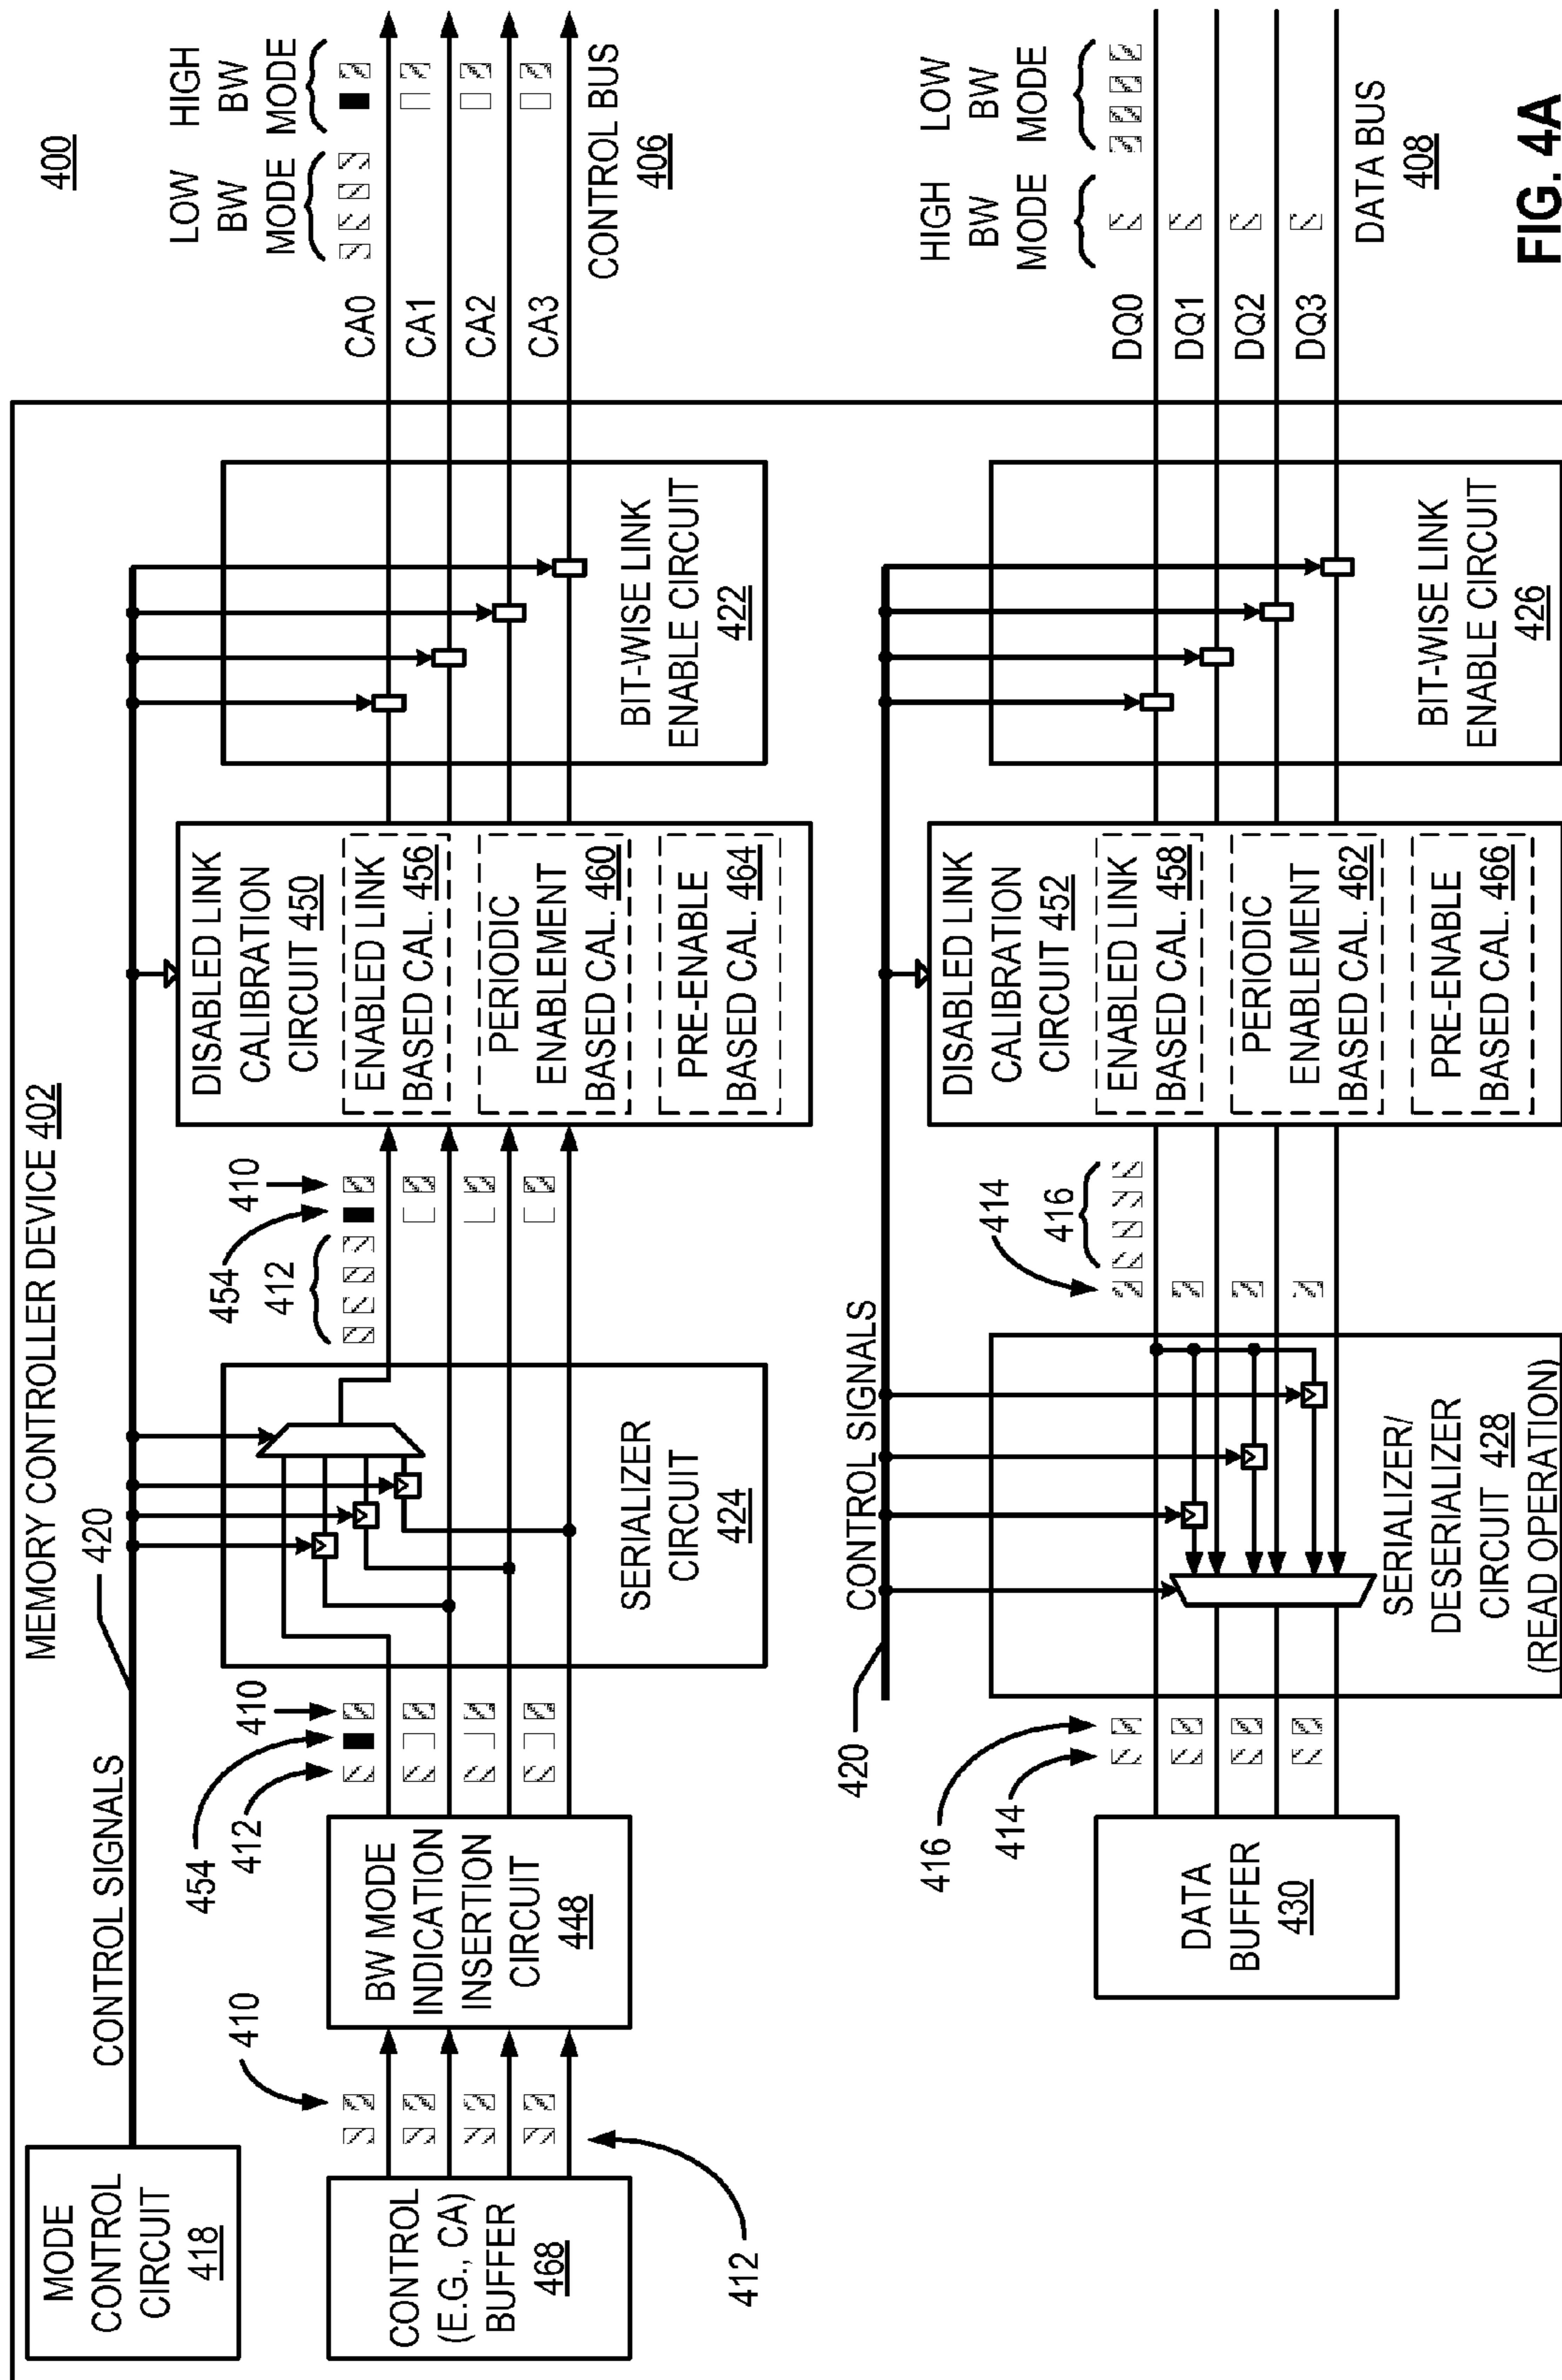 400
MEMORY CONTROLLER DEVICE 402
MODE
CONTROL
CIRCUIT
418
CONTROL SIGNALS
420
CONTROL
(E.G., CA)
BUFFER
468
410
412
BW MODE
INDICATION
INSERTION
CIRCUIT
448
454
412
410
SERIALIZER
CIRCUIT
424
412
454
410
DISABLED LINK
CALIBRATION
CIRCUIT 450
ENABLED LINK
BASED CAL. 456
PERIODIC
ENABLEMENT
BASED CAL. 460
PRE-ENABLE
BASED CAL. 464
BIT-WISE LINK
ENABLE CIRCUIT
422
CA0
CA1
CA2
CA3
LOW
BW
MODE
HIGH
BW
MODE
CONTROL BUS
406
DATA
BUFFER
430
416
414
420
CONTROL SIGNALS
SERIALIZER/
DESERIALIZER
CIRCUIT 428
(READ OPERATION)
414
416
DISABLED LINK
CALIBRATION
CIRCUIT 452
ENABLED LINK
BASED CAL. 458
PERIODIC
ENABLEMENT
BASED CAL. 462
PRE-ENABLE
BASED CAL. 466
BIT-WISE LINK
ENABLE CIRCUIT
426
DQ0
DQ1
DQ2
DQ3
HIGH
BW
MODE
LOW
BW
MODE
DATA BUS
408
FIG. 4A